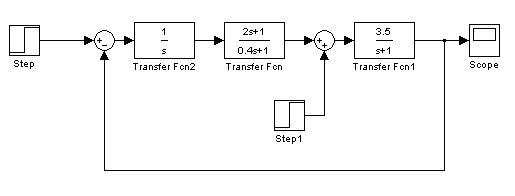 1
s
2s+1
0.4s+1
3.5
s+1
Step
Transfer Fcn2
Transfer Fcn
Transfer Fcn1
Scope
Step1